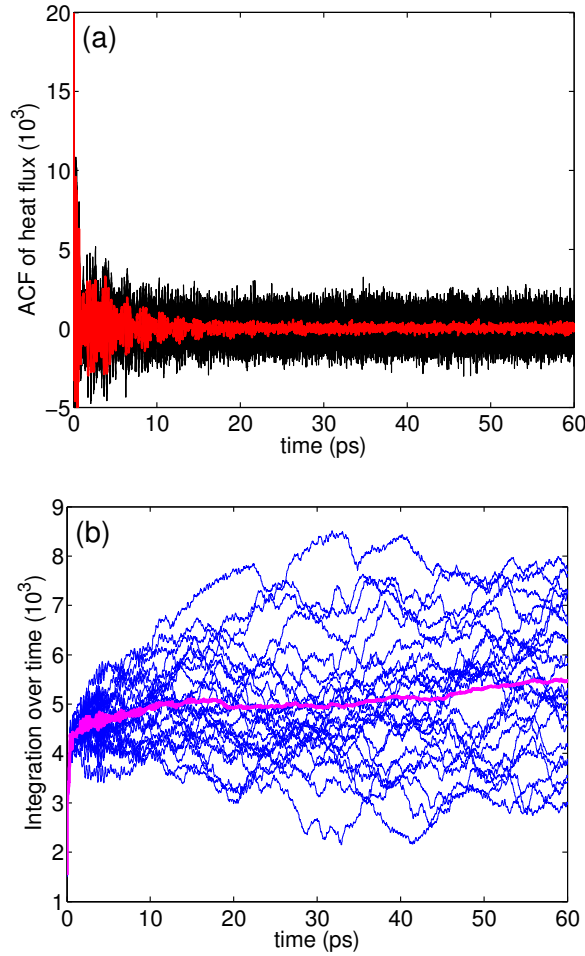 (a)
ACF of heat flux (10³)
20
15
10
5
0
−5
0 10 20 30 40 50 60
time (ps)
(b)
Integration over time (10³)
9
8
7
6
5
4
3
2
1
0 10 20 30 40 50 60
time (ps)